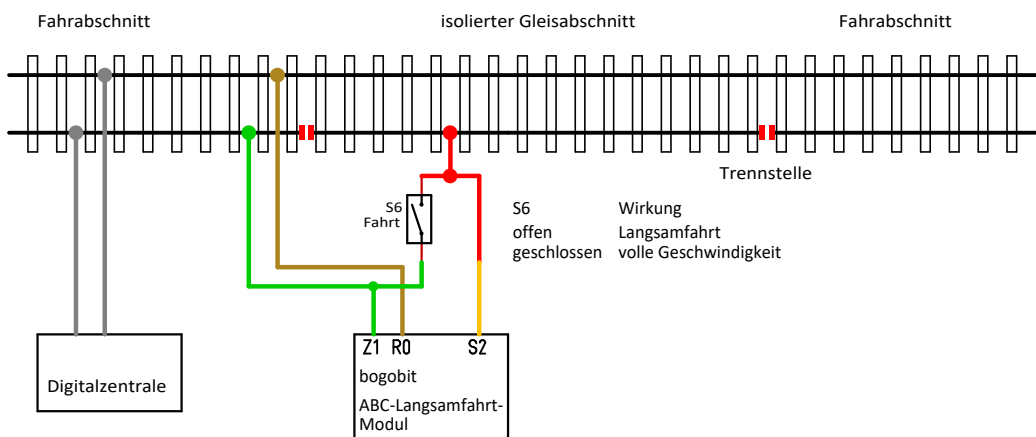 Fahrabschnitt isolierter Gleisabschnitt Fahrabschnitt
Trennstelle
S6
Fahrt
S6 Wirkung
offen Langsamfahrt
geschlossen volle Geschwindigkeit
Z1 R0 S2
Digitalzentrale
bogobit
ABC-Langsamfahrt-
Modul